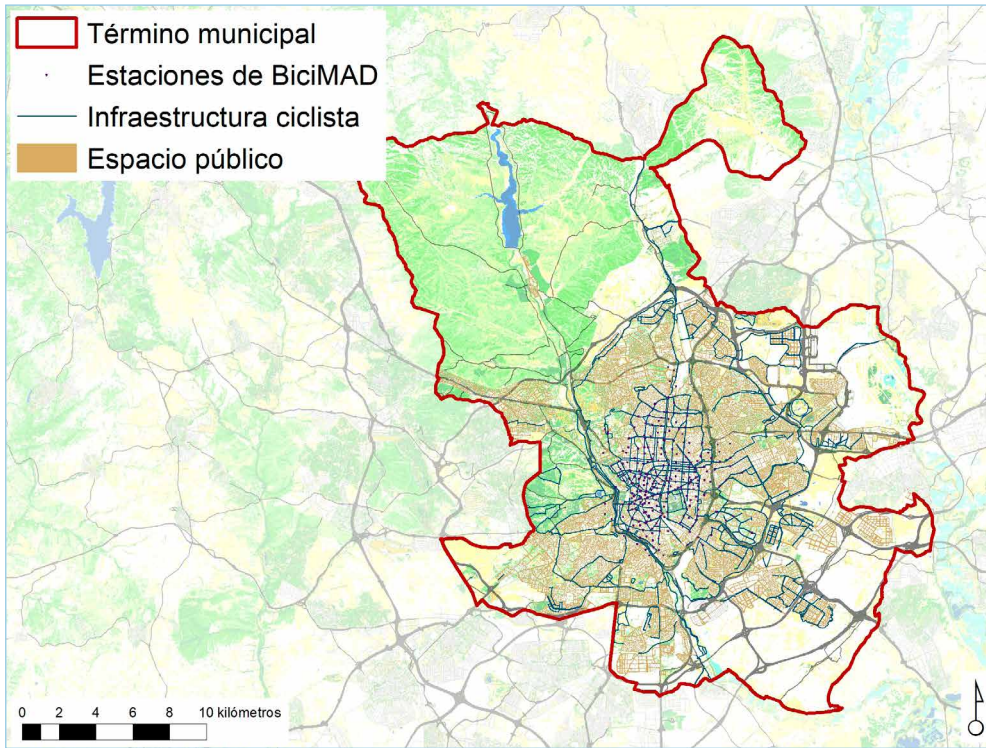 Término municipal
Estaciones de BiciMAD
Infraestructura ciclista
Espacio público
0 2 4 6 8 10 kilómetros